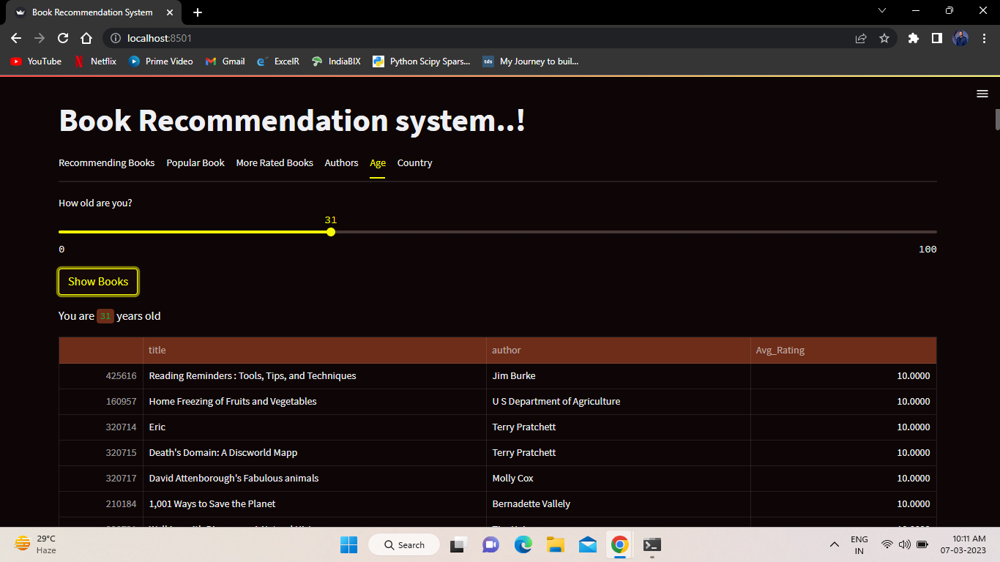 Book Recommendation System
localhost:8501
YouTube Netflix Prime Video Gmail ExcelR IndiaBIX Python Scipy Spars... tds My Journey to buil...
Book Recommendation system..!
Recommending Books Popular Book More Rated Books Authors Age Country
How old are you?
31
0 100
Show Books
You are 31 years old
title author Avg_Rating
425616 Reading Reminders : Tools, Tips, and Techniques Jim Burke 10.0000
160957 Home Freezing of Fruits and Vegetables U S Department of Agriculture 10.0000
320714 Eric Terry Pratchett 10.0000
320715 Death's Domain: A Discworld Mapp Terry Pratchett 10.0000
320717 David Attenborough's Fabulous animals Molly Cox 10.0000
210184 1,001 Ways to Save the Planet Bernadette Vallely 10.0000
29°C
Haze
Search
ENG
IN
10:11 AM
07-03-2023